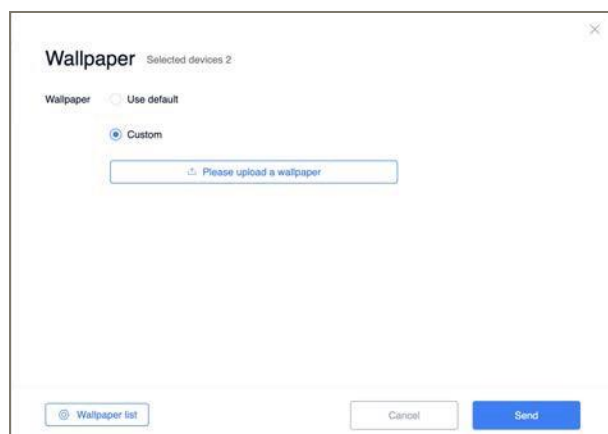 Wallpaper Selected devices 2
Wallpaper Use default
Custom
Please upload a wallpaper
Wallpaper list Cancel Send